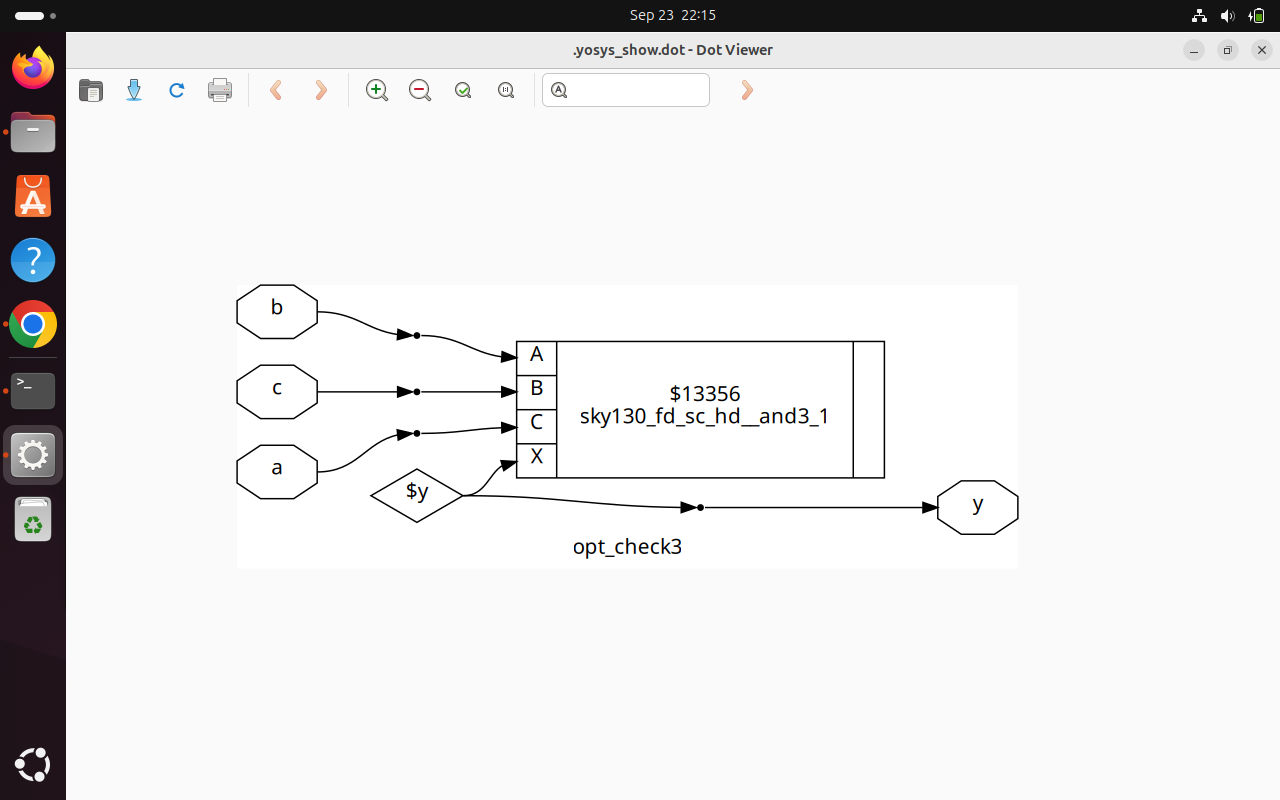 Sep 23 22:15
.yosys_show.dot - Dot Viewer
b
c
a
$y
A
B
C
X
$13356
sky130_fd_sc_hd__and3_1
y
opt_check3